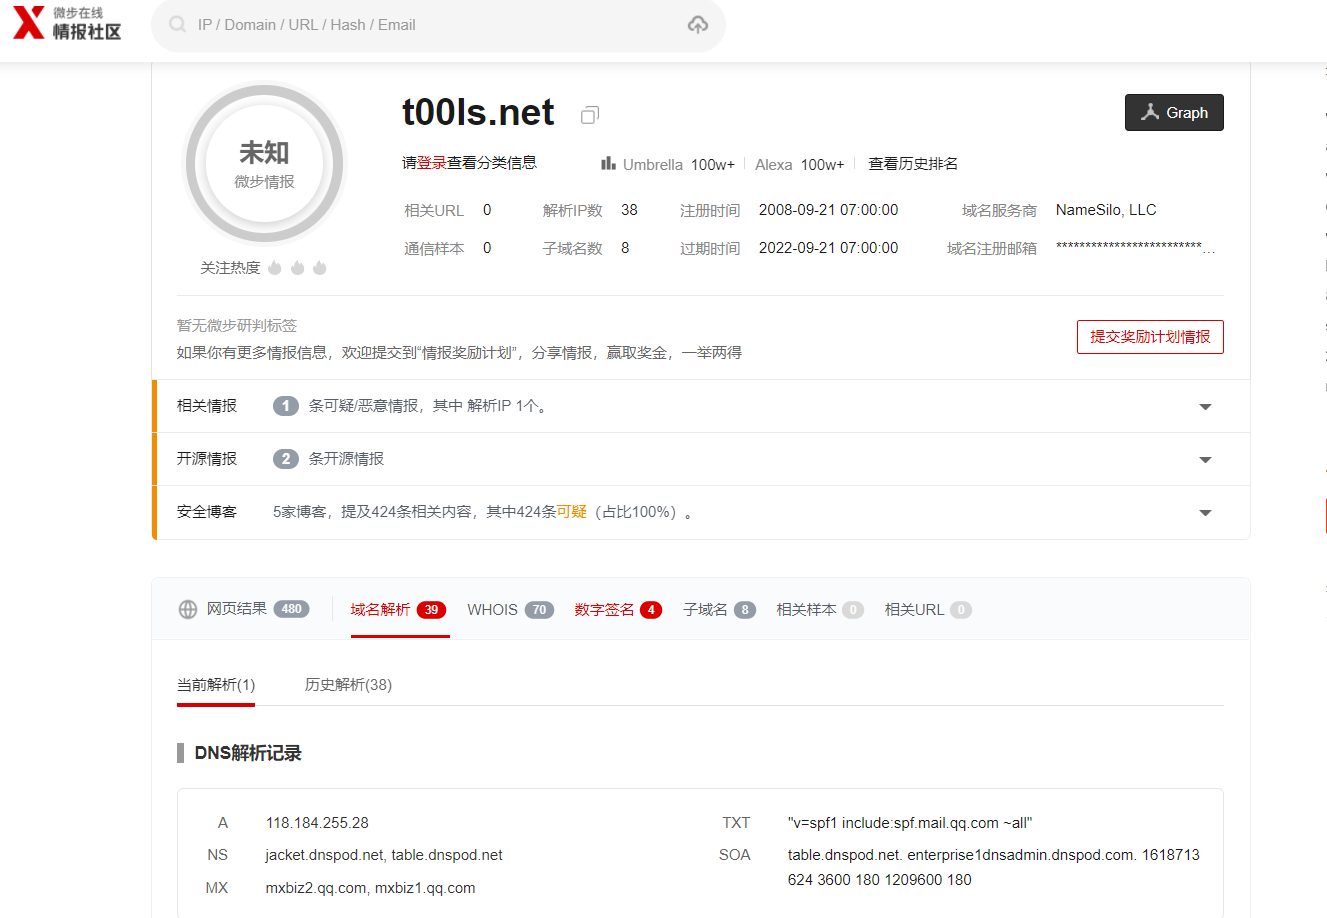 微步在线
情报社区
IP / Domain / URL / Hash / Email
未知
微步情报
关注热度
t00ls.net
Graph
请登录查看分类信息 Umbrella 100w+ Alexa 100w+ 查看历史排名
相关URL 0 解析IP数 38 注册时间 2008-09-21 07:00:00 域名服务商 NameSilo, LLC
通信样本 0 子域名数 8 过期时间 2022-09-21 07:00:00 域名注册邮箱 *************************...
暂无微步研判标签
如果你有更多情报信息，欢迎提交到“情报奖励计划”，分享情报，赢取奖金，一举两得
提交奖励计划情报
相关情报 1 条可疑/恶意情报，其中 解析IP 1个。
开源情报 2 条开源情报
安全博客 5家博客，提及424条相关内容，其中424条可疑（占比100%）。
网页结果 480 域名解析 39 WHOIS 70 数字签名 4 子域名 8 相关样本 0 相关URL 0
当前解析(1) 历史解析(38)
DNS解析记录
A 118.184.255.28
NS jacket.dnspod.net, table.dnspod.net
MX mxbiz2.qq.com, mxbiz1.qq.com
TXT "v=spf1 include:spf.mail.qq.com ~all"
SOA table.dnspod.net. enterprise1dnsadmin.dnspod.com. 1618713
624 3600 180 1209600 180